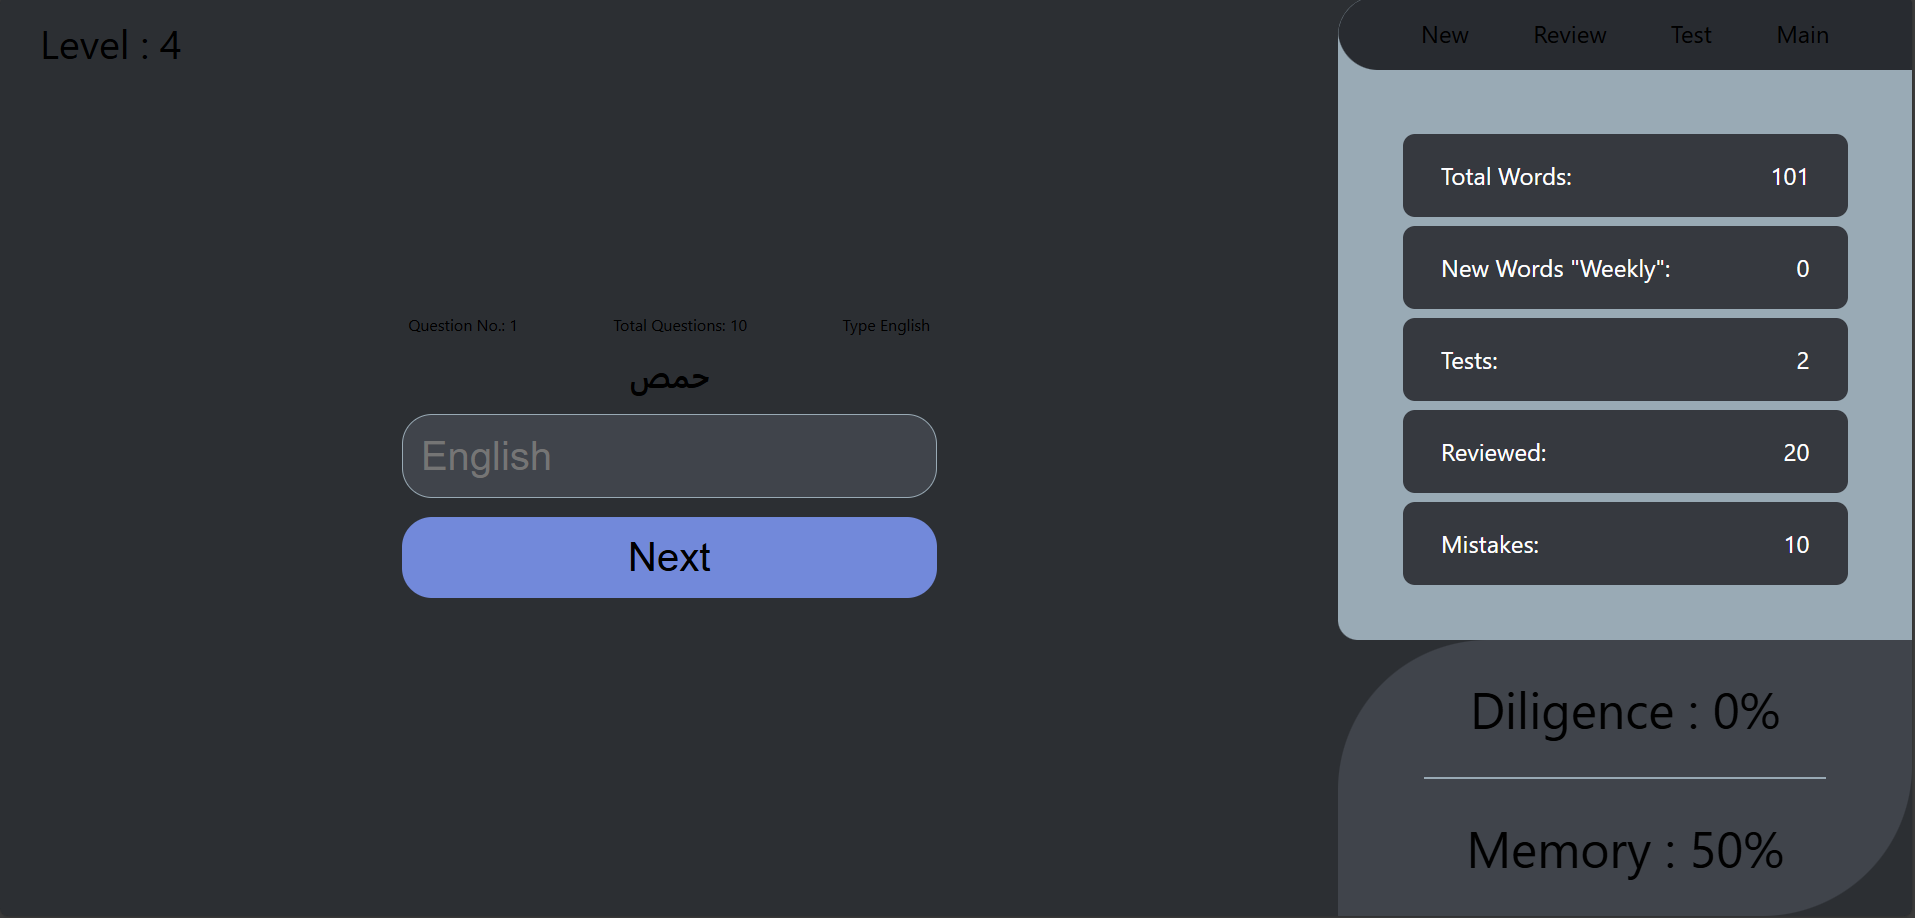 Level : 4
New Review Test Main
Total Words: 101
New Words "Weekly": 0
Tests: 2
Reviewed: 20
Mistakes: 10
Question No.: 1 Total Questions: 10 Type English
حمص
English
Next
Diligence : 0%
Memory : 50%